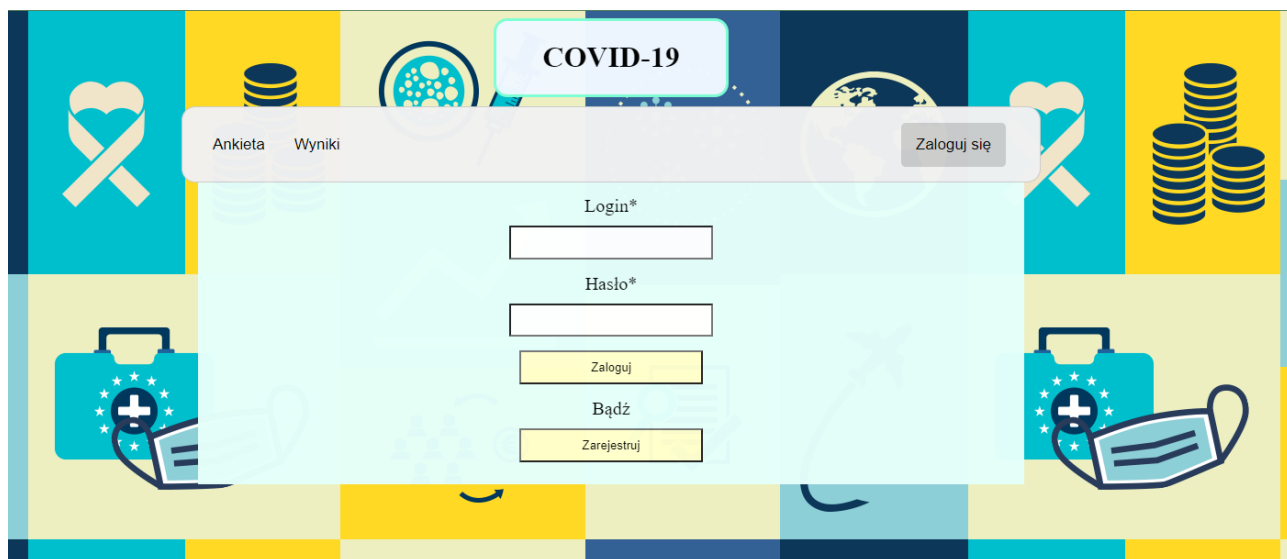 COVID-19
Ankieta Wyniki Zaloguj się
Login*
Hasło*
Zaloguj
Bądź
Zarejestruj